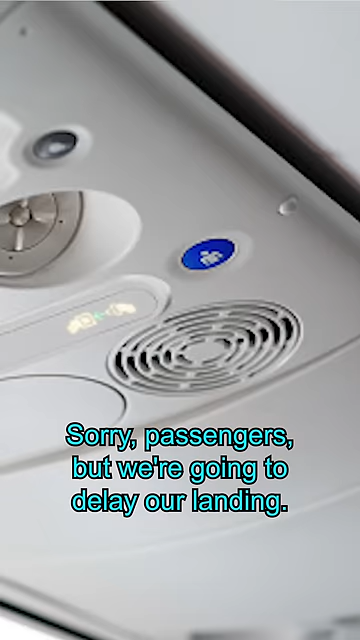 Sorry, passengers,
but we're going to
delay our landing.